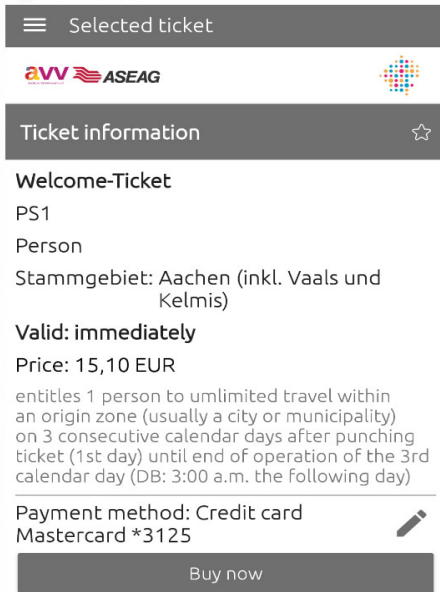 Selected ticket
avv ASEAG
Ticket information
Welcome-Ticket
PS1
Person
Stammgebiet: Aachen (inkl. Vaals und
Kelmis)
Valid: immediately
Price: 15,10 EUR
entitles 1 person to umlimited travel within
an origin zone (usually a city or municipality)
on 3 consecutive calendar days after punching
ticket (1st day) until end of operation of the 3rd
calendar day (DB: 3:00 a.m. the following day)
Payment method: Credit card
Mastercard *3125
Buy now